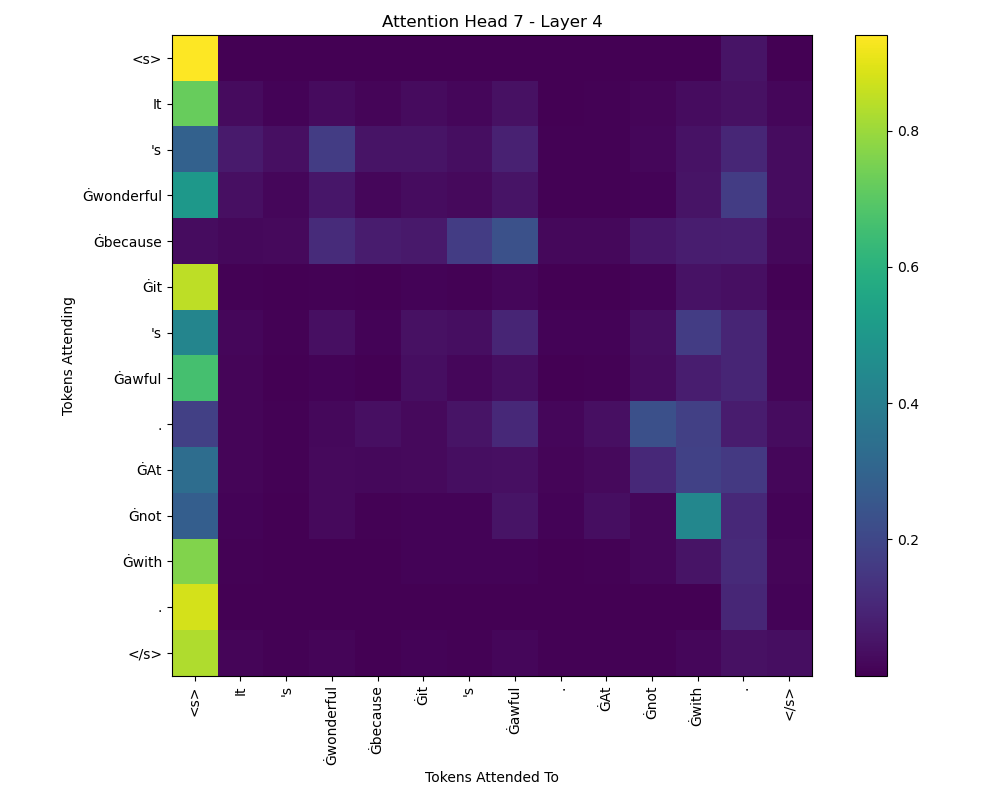 Attention Head 7 - Layer 4
Tokens Attending
<s>
It
's
Ġwonderful
Ġbecause
Ġit
's
Ġawful
.
ĠAt
Ġnot
Ġwith
.
</s>
<s>
It
's
Ġwonderful
Ġbecause
Ġit
's
Ġawful
.
ĠAt
Ġnot
Ġwith
.
</s>
Tokens Attended To
0.8
0.6
0.4
0.2